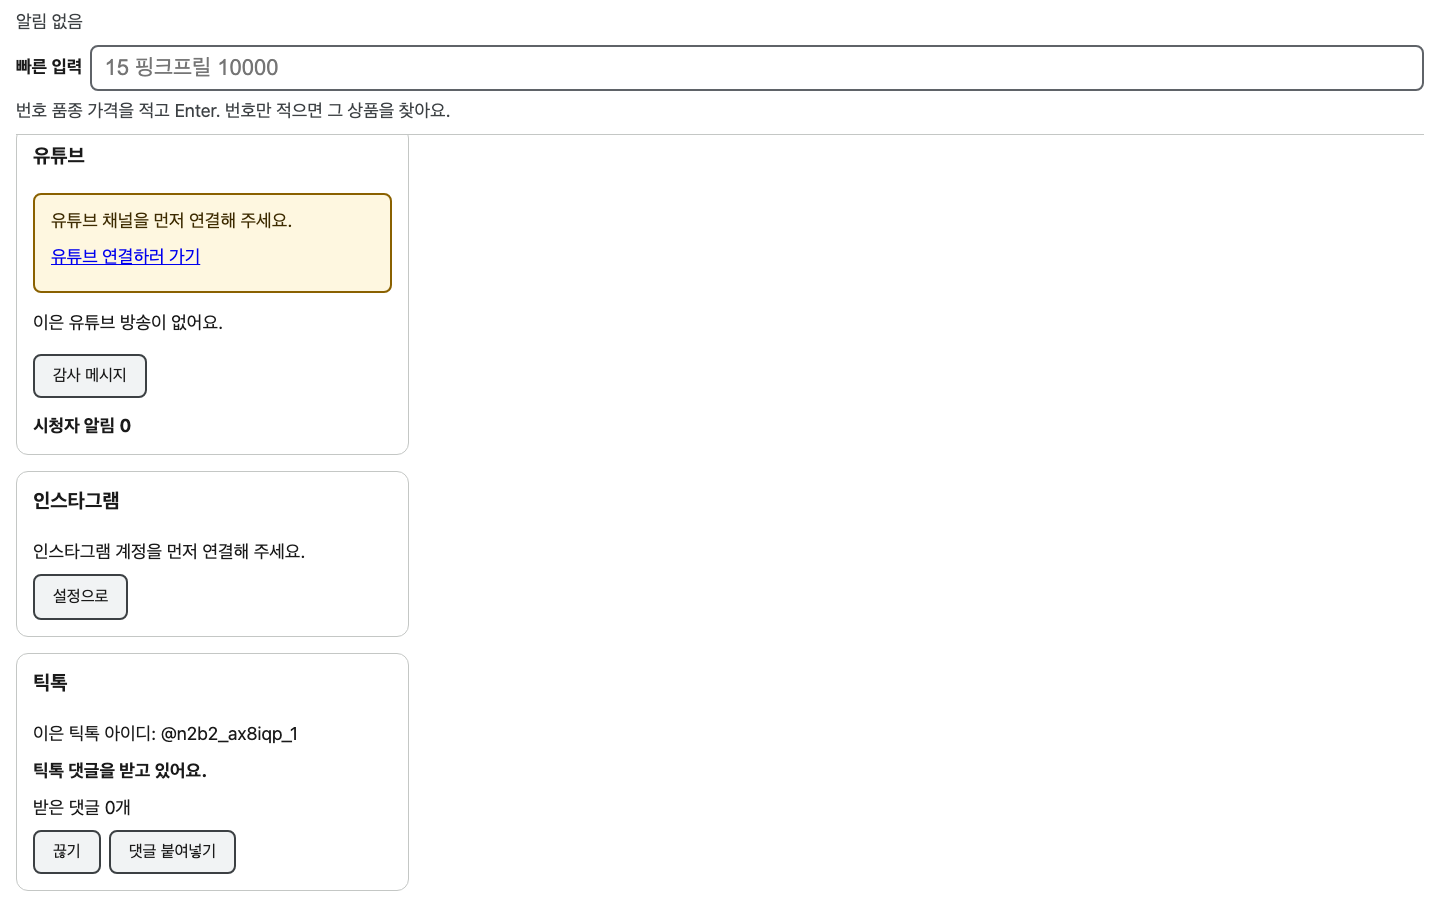 알림 없음
빠른 입력
15 핑크프릴 10000
번호 품종 가격을 적고 Enter. 번호만 적으면 그 상품을 찾아요.
유튜브
유튜브 채널을 먼저 연결해 주세요.
유튜브 연결하러 가기
이은 유튜브 방송이 없어요.
감사 메시지
시청자 알림 0
인스타그램
인스타그램 계정을 먼저 연결해 주세요.
설정으로
틱톡
이은 틱톡 아이디: @n2b2_ax8iqp_1
틱톡 댓글을 받고 있어요.
받은 댓글 0개
끊기
댓글 붙여넣기